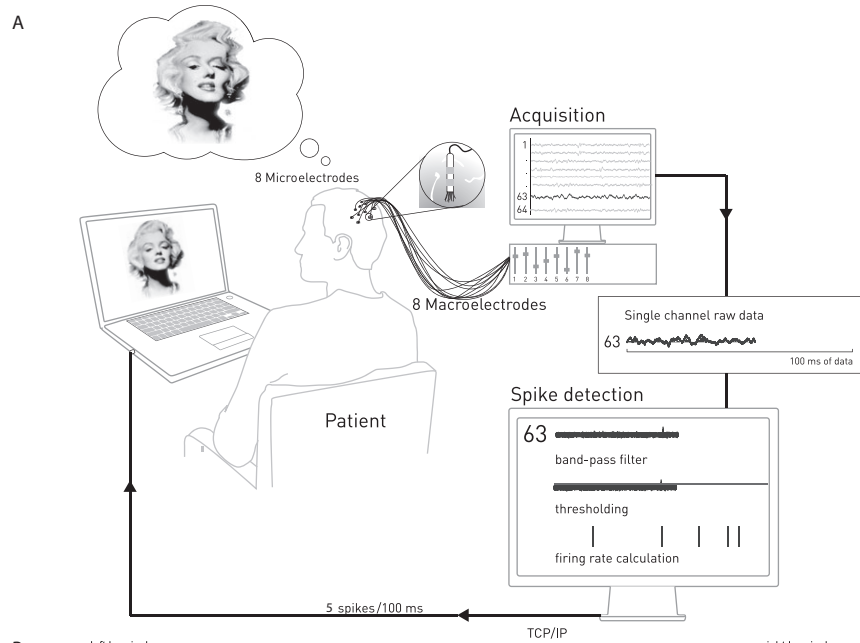 A
8 Microelectrodes
Acquisition
1
.
.
.
63
64
1 2 3 4 5 6 7 8
8 Macroelectrodes
Single channel raw data
63
100 ms of data
Spike detection
63
band-pass filter
thresholding
firing rate calculation
Patient
5 spikes/100 ms
TCP/IP